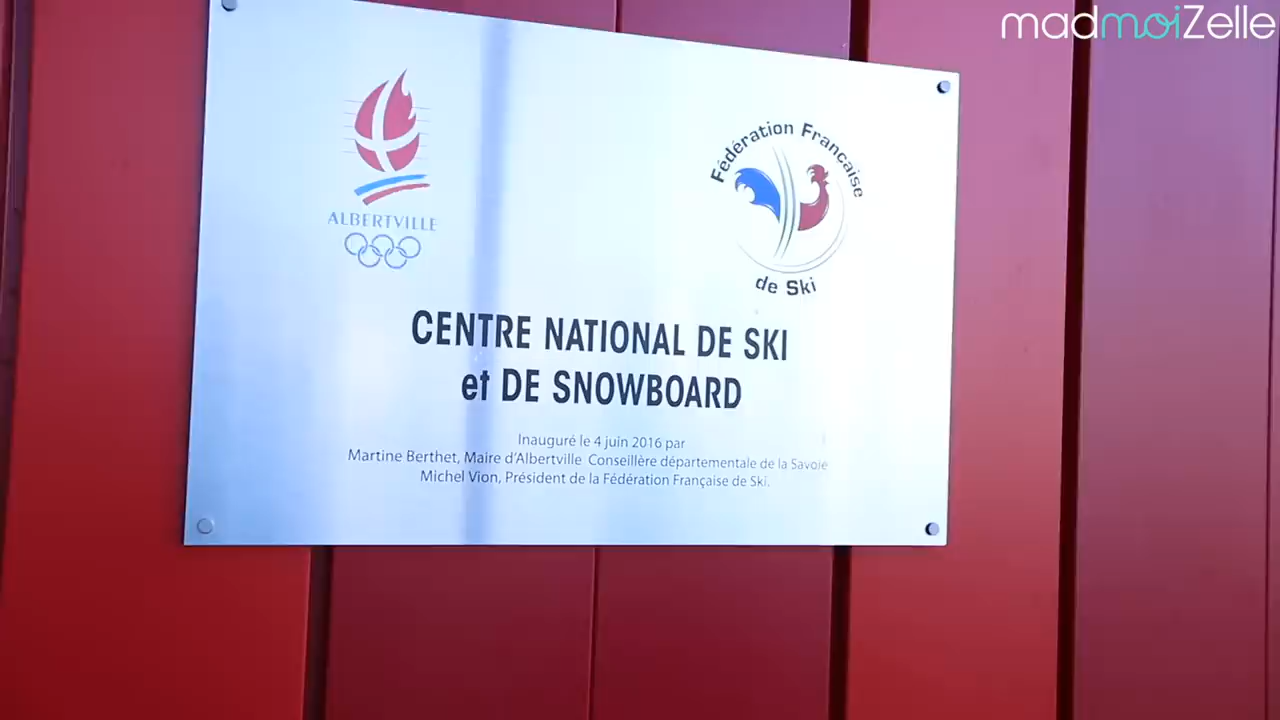 madmoiZelle
ALBERTVILLE
Fédération Française
de Ski
CENTRE NATIONAL DE SKI
et DE SNOWBOARD
Inauguré le 4 juin 2016 par
Martine Berthet, Maire d'Albertville Conseillère départementale de la Savoie
Michel Vion, Président de la Fédération Française de Ski.